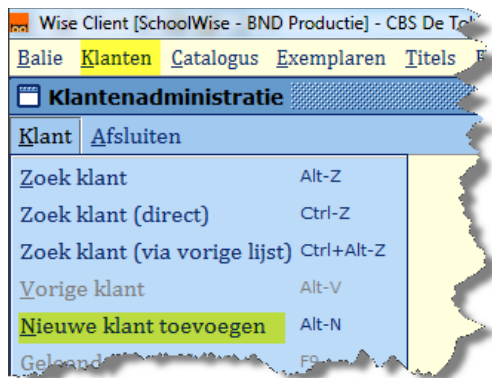 Wise Client [SchoolWise - BND Productie] - CBS De
Balie Klanten Catalogus Exemplaren Titels
Klantenadministratie
Klant Afsluiten
Zoek klant Alt-Z
Zoek klant (direct) Ctrl-Z
Zoek klant (via vorige lijst) Ctrl+Alt-Z
Vorige klant Alt-V
Nieuwe klant toevoegen Alt-N
F9